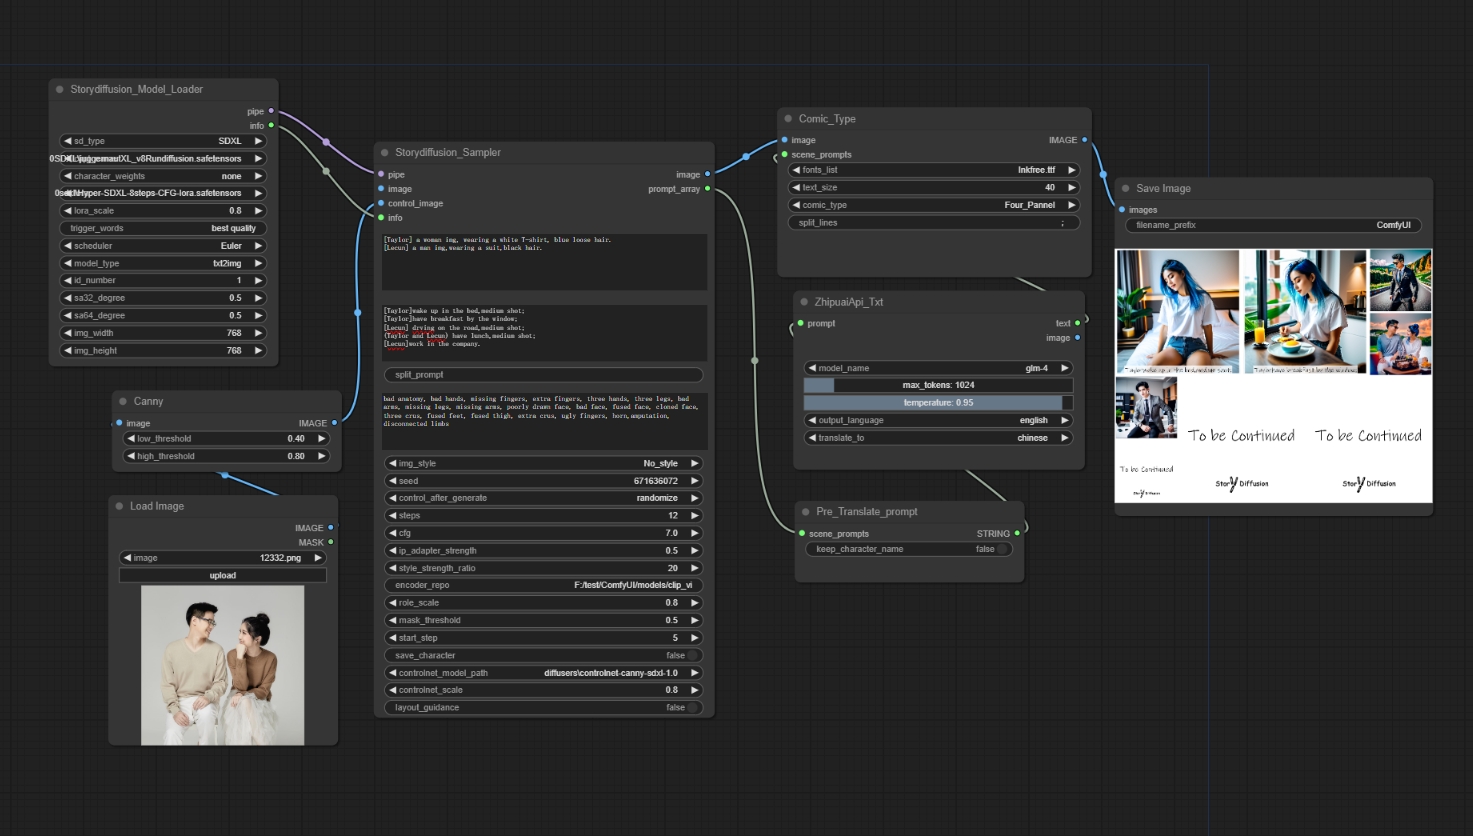 Storydiffusion_Model_Loader
pipe
info
sd_type SDXL
character_weights none
lora_scale 0.8
trigger_words best quality
scheduler Euler
model_type txt2img
id_number 1
sa32_degree 0.5
sa64_degree 0.5
img_width 768
img_height 768
Canny
image IMAGE
low_threshold 0.40
high_threshold 0.80
Load Image
IMAGE
MASK
image 12332.png
upload
Storydiffusion_Sampler
pipe image
image prompt_array
control_image
info
[Taylor] a woman img, wearing a white T-shirt, blue loose hair.
[Lecun] a man img,wearing a suit,black hair.
[Taylor]wake up in the bed,medium shot;
[Taylor]have breakfast by the window;
[Lecun] drving on the road,medium shot;
(Taylor and Lecun) have lunch,medium shot;
[Lecun]work in the company.
split_prompt
bad anatomy, bad hands, missing fingers, extra fingers, three hands, three legs, bad
arms, missing legs, missing arms, poorly drawn face, bad face, fused face, cloned face,
three crus, fused feet, fused thigh, extra crus, ugly fingers, horn,amputation,
disconnected limbs
img_style No_style
seed 671636072
control_after_generate randomize
steps 12
cfg 7.0
ip_adapter_strength 0.5
style_strength_ratio 20
encoder_repo F:/test/ComfyUI/models/clip_vi
role_scale 0.8
mask_threshold 0.5
start_step 5
save_character false
controlnet_model_path diffusers\controlnet-canny-sdxl-1.0
controlnet_scale 0.8
layout_guidance false
Comic_Type
image IMAGE
scene_prompts
fonts_list Inkfree.ttf
text_size 40
comic_type Four_Pannel
split_lines ;
ZhipuaiApi_Txt
prompt text
image
model_name glm-4
max_tokens: 1024
temperature: 0.95
output_language english
translate_to chinese
Pre_Translate_prompt
scene_prompts STRING
keep_character_name false
Save Image
images
filename_prefix ComfyUI
To be Continued To be Continued
To be Continued
StorY Diffusion StorY Diffusion